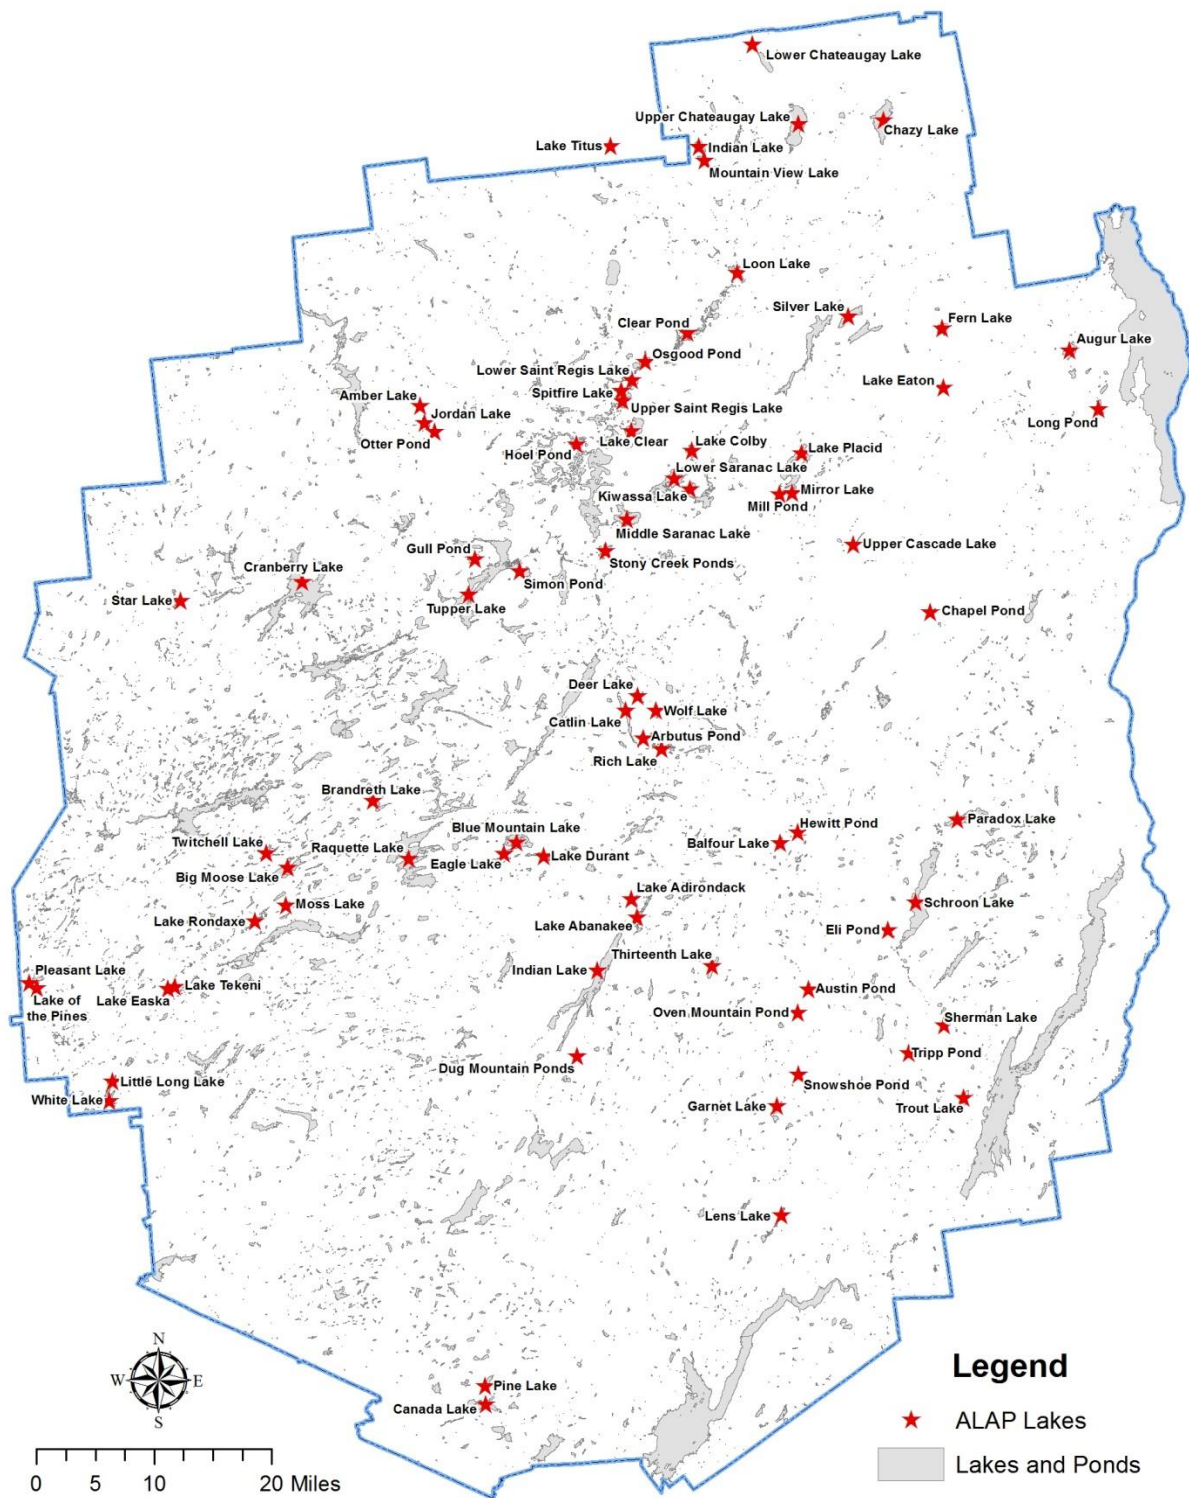 Lower Chateaugay Lake
Upper Chateaugay Lake
Chazy Lake
Lake Titus
Indian Lake
Mountain View Lake
Loon Lake
Silver Lake
Fern Lake
Clear Pond
Augur Lake
Osgood Pond
Lower Saint Regis Lake
Lake Eaton
Spitfire Lake
Amber Lake
Upper Saint Regis Lake
Jordan Lake
Long Pond
Otter Pond
Lake Clear
Lake Colby
Lake Placid
Hoel Pond
Lower Saranac Lake
Kiwassa Lake
Mirror Lake
Mill Pond
Middle Saranac Lake
Upper Cascade Lake
Gull Pond
Stony Creek Ponds
Cranberry Lake
Simon Pond
Star Lake
Tupper Lake
Chapel Pond
Deer Lake
Catlin Lake
Wolf Lake
Arbutus Pond
Rich Lake
Brandreth Lake
Paradox Lake
Blue Mountain Lake
Hewitt Pond
Twitchell Lake
Raquette Lake
Balfour Lake
Eagle Lake
Lake Durant
Big Moose Lake
Lake Adirondack
Moss Lake
Schroon Lake
Lake Rondaxe
Lake Abanakee
Eli Pond
Thirteenth Lake
Pleasant Lake
Indian Lake
Lake Tekeni
Lake of
the Pines
Lake Easka
Austin Pond
Oven Mountain Pond
Sherman Lake
Tripp Pond
Dug Mountain Ponds
Little Long Lake
Snowshoe Pond
White Lake
Garnet Lake
Trout Lake
Lens Lake
Pine Lake
Canada Lake
N
W
E
S
0 5 10 20 Miles
Legend
ALAP Lakes
Lakes and Ponds